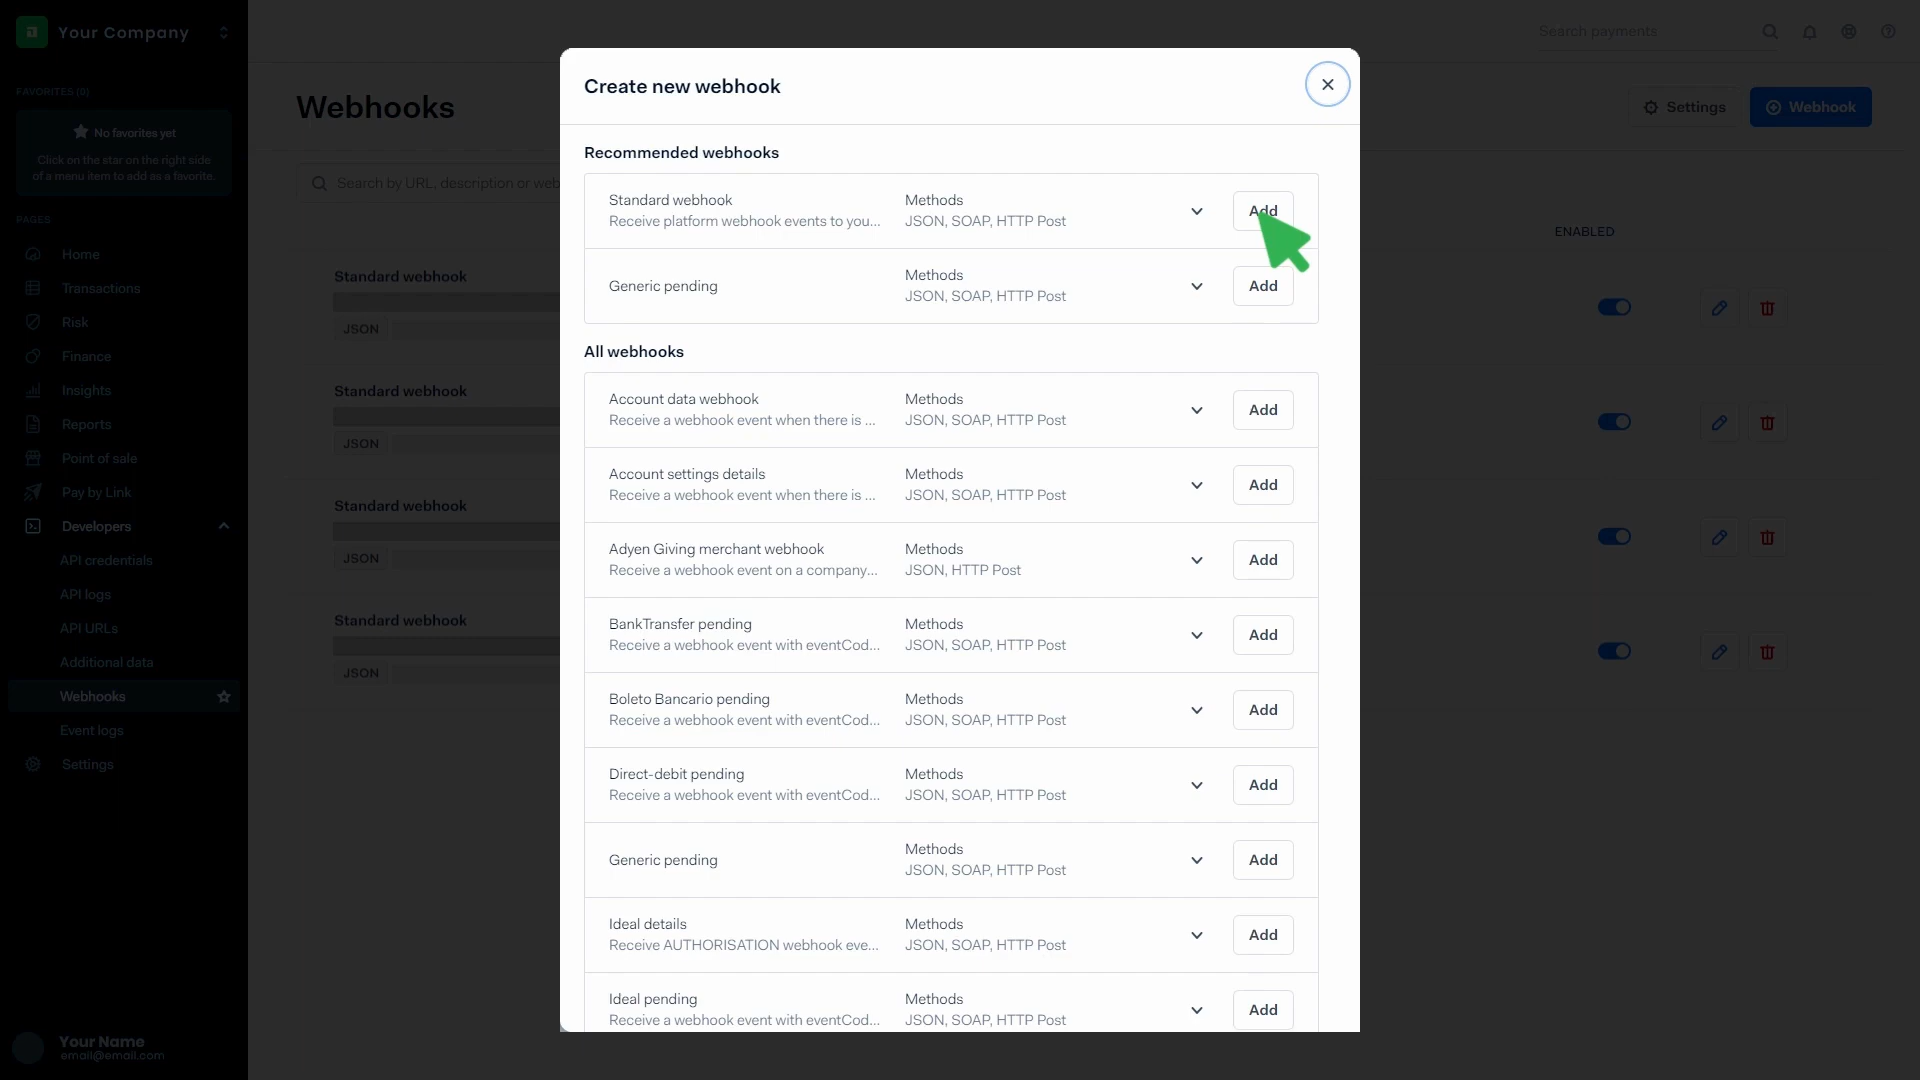 Your Company
FAVORITES (0)
No favorites yet
Click on the star on the right side
of a menu item to add as a favorite.
PAGES
Home
Transactions
Risk
Finance
Insights
Reports
Point of sale
Pay by Link
Developers
API credentials
API logs
API URLs
Additional data
Webhooks
Event logs
Settings
Your Name
email@email.com
Search payments
Webhooks
Settings
Webhook
Search by URL, description or web
ENABLED
Standard webhook
JSON
Standard webhook
JSON
Standard webhook
JSON
Standard webhook
JSON
Create new webhook
Recommended webhooks
Standard webhook
Receive platform webhook events to you...
Methods
JSON, SOAP, HTTP Post
Add
Generic pending
Methods
JSON, SOAP, HTTP Post
Add
All webhooks
Account data webhook
Receive a webhook event when there is ...
Methods
JSON, SOAP, HTTP Post
Add
Account settings details
Receive a webhook event when there is ...
Methods
JSON, SOAP, HTTP Post
Add
Adyen Giving merchant webhook
Receive a webhook event on a company...
Methods
JSON, HTTP Post
Add
BankTransfer pending
Receive a webhook event with eventCod...
Methods
JSON, SOAP, HTTP Post
Add
Boleto Bancario pending
Receive a webhook event with eventCod...
Methods
JSON, SOAP, HTTP Post
Add
Direct-debit pending
Receive a webhook event with eventCod...
Methods
JSON, SOAP, HTTP Post
Add
Generic pending
Methods
JSON, SOAP, HTTP Post
Add
Ideal details
Receive AUTHORISATION webhook eve...
Methods
JSON, SOAP, HTTP Post
Add
Ideal pending
Receive a webhook event with eventCod...
Methods
JSON, SOAP, HTTP Post
Add